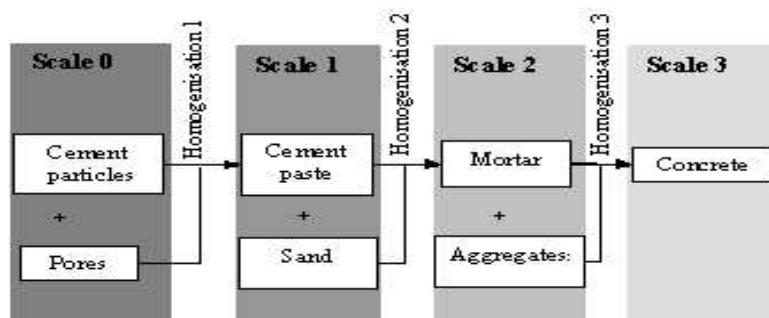 Scale 0
Cement
particles
+
Pores
Homogenisation 1
Scale 1
Cement
paste
+
Sand
Homogenisation 2
Scale 2
Mortar
+
Aggregates:
Homogenisation 3
Scale 3
Concrete